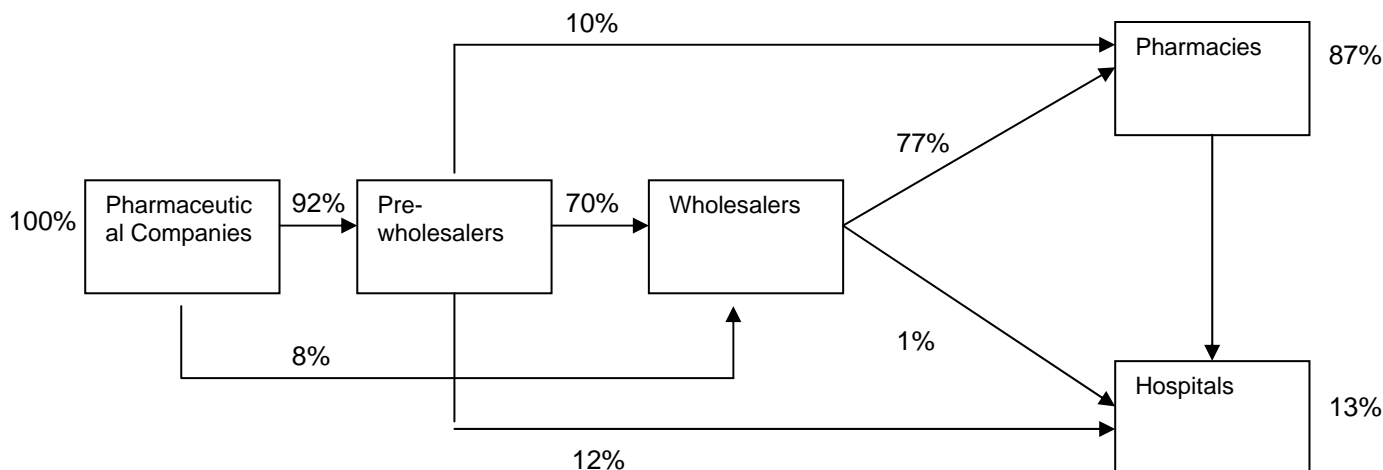 10%
Pharmacies
87%
77%
100%
Pharmaceutic
al Companies
92%
Pre-
wholesalers
70%
Wholesalers
8%
1%
Hospitals
13%
12%